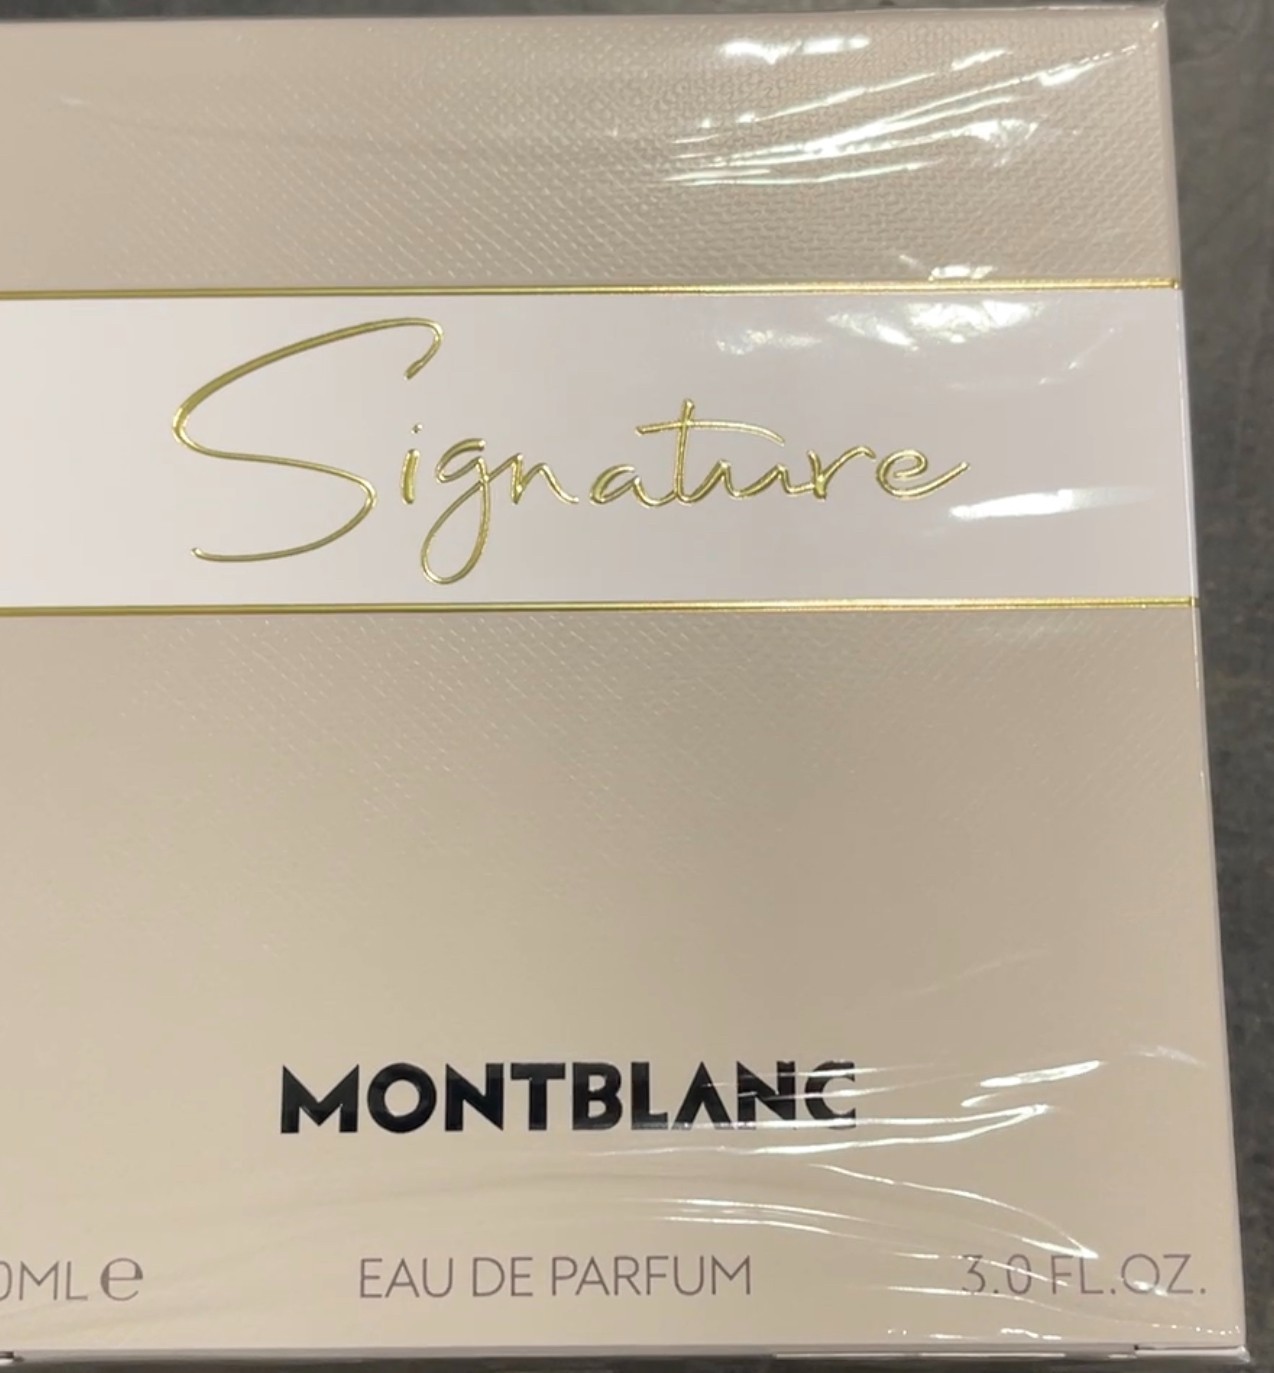 Signature
MONTBLANC
0ML e EAU DE PARFUM 3.0 FL.OZ.